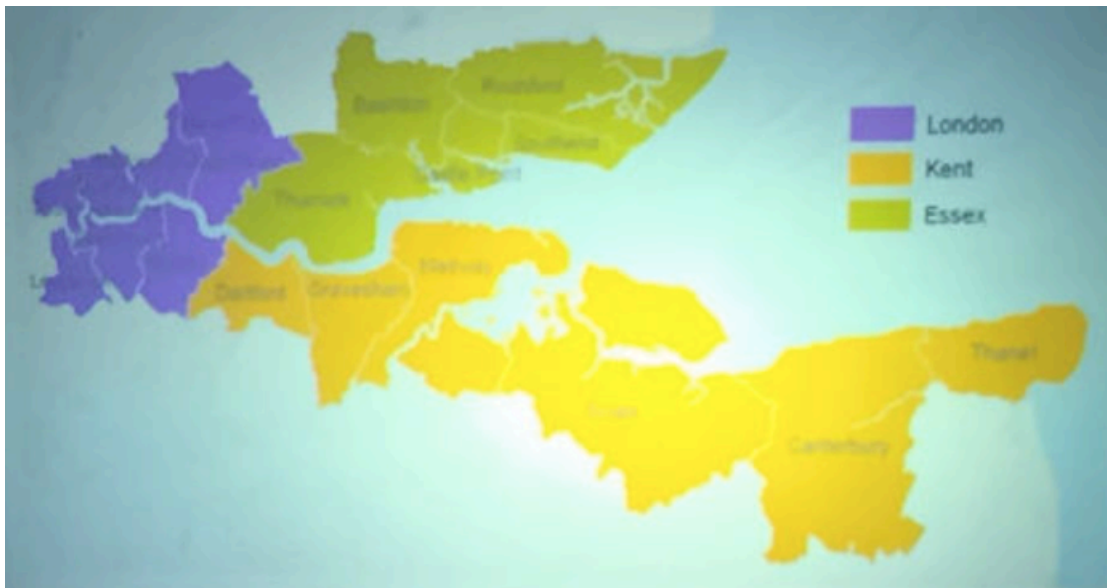 London
Kent
Essex
Basildon
Rochford
Southend
Castle Point
Thurrock
Medway
Dartford
Gravesham
Thanet
Swale
Canterbury